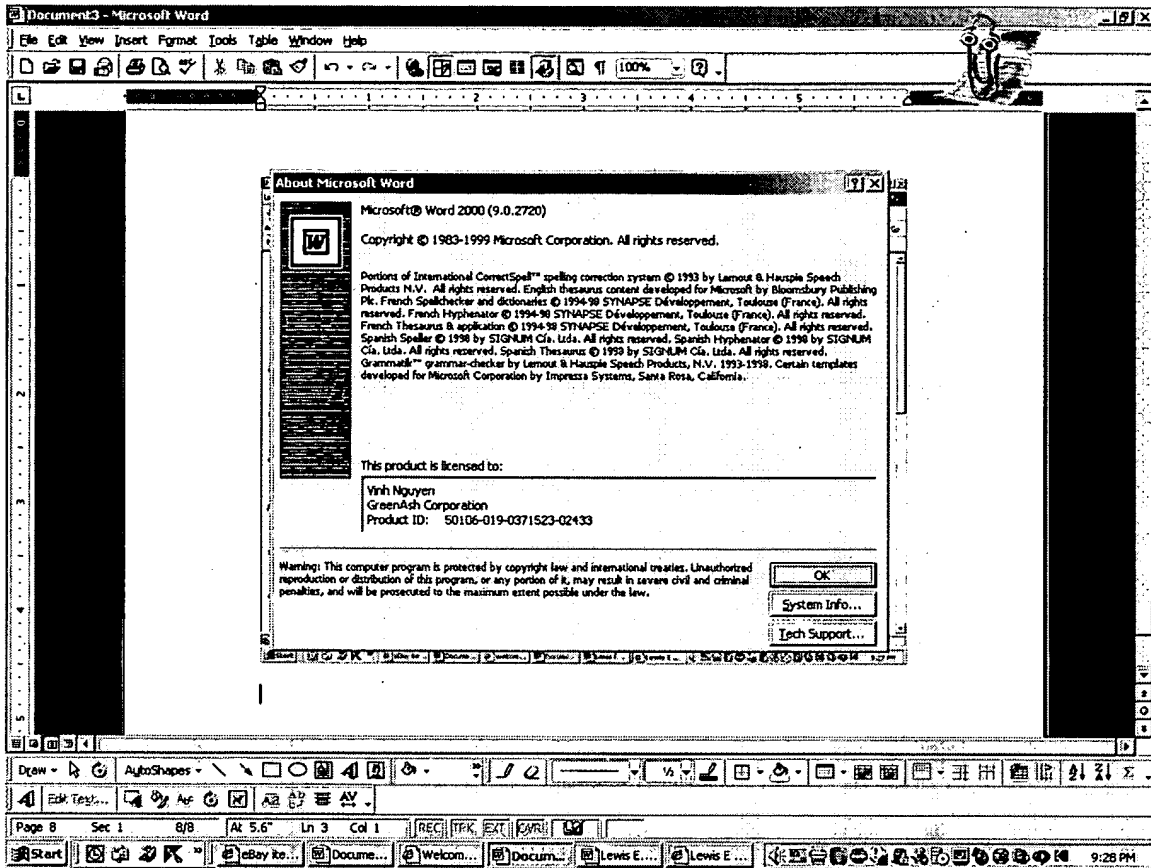 Document3 - Microsoft Word
File Edit View Insert Format Tools Table Window Help
100%
1 2 3 4 5
About Microsoft Word
Microsoft® Word 2000 (9.0.2720)
Copyright © 1983-1999 Microsoft Corporation. All rights reserved.
Portions of International CorrectSpell™ spelling correction system © 1993 by Lernout & Hauspie Speech
Products N.V. All rights reserved. English thesaurus content developed for Microsoft by Bloomsbury Publishing
Plc. French Spellchecker and dictionaries © 1994-98 SYNAPSE Développement, Toulouse (France). All rights
reserved. French Hyphenator © 1994-98 SYNAPSE Développement, Toulouse (France). All rights reserved.
French Thesaurus & application © 1994-98 SYNAPSE Développement, Toulouse (France). All rights reserved.
Spanish Speller © 1998 by SIGNUM Cía. Ltda. All rights reserved. Spanish Hyphenator © 1998 by SIGNUM
Cía. Ltda. All rights reserved. Spanish Thesaurus © 1998 by SIGNUM Cía. Ltda. All rights reserved.
Grammatik™ grammar-checker by Lernout & Hauspie Speech Products, N.V. 1993-1998. Certain templates
developed for Microsoft Corporation by Impressa Systems, Santa Rosa, California.
This product is licensed to:
Vinh Nguyen
GreenAsh Corporation
Product ID: 50106-019-0371523-02433
Warning: This computer program is protected by copyright law and international treaties. Unauthorized
reproduction or distribution of this program, or any portion of it, may result in severe civil and criminal
penalties, and will be prosecuted to the maximum extent possible under the law.
OK
System Info...
Tech Support...
Draw AutoShapes
Edit Text...
Page 8 Sec 1 8/8 At 5.6" Ln 3 Col 1 REC TRK EXT OVR
Start eBay ite... Docume... Welcom... Docum... Lewis E.... Lewis E ... 9:28 PM